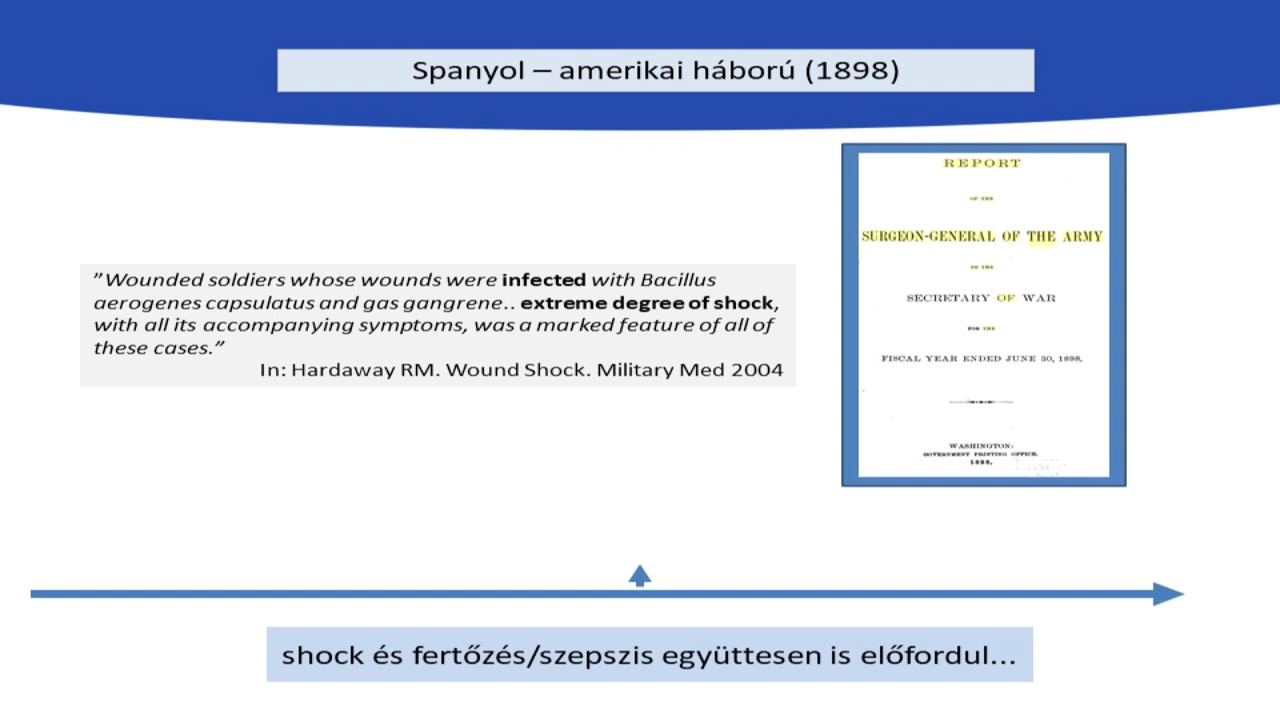 Spanyol – amerikai háború (1898)
”Wounded soldiers whose wounds were infected with Bacillus
aerogenes capsulatus and gas gangrene.. extreme degree of shock,
with all its accompanying symptoms, was a marked feature of all of
these cases.”
In: Hardaway RM. Wound Shock. Military Med 2004
REPORT
OF THE
SURGEON-GENERAL OF THE ARMY
TO THE
SECRETARY OF WAR
FOR THE
FISCAL YEAR ENDED JUNE 30, 1898.
WASHINGTON:
GOVERNMENT PRINTING OFFICE.
1898.
shock és fertőzés/szepszis együttesen is előfordul...